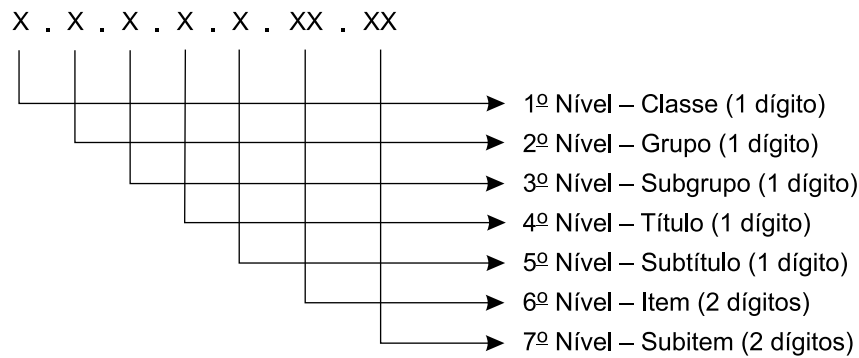 X . X . X . X . X . XX . XX
1º Nível – Classe (1 dígito)
2º Nível – Grupo (1 dígito)
3º Nível – Subgrupo (1 dígito)
4º Nível – Título (1 dígito)
5º Nível – Subtítulo (1 dígito)
6º Nível – Item (2 dígitos)
7º Nível – Subitem (2 dígitos)